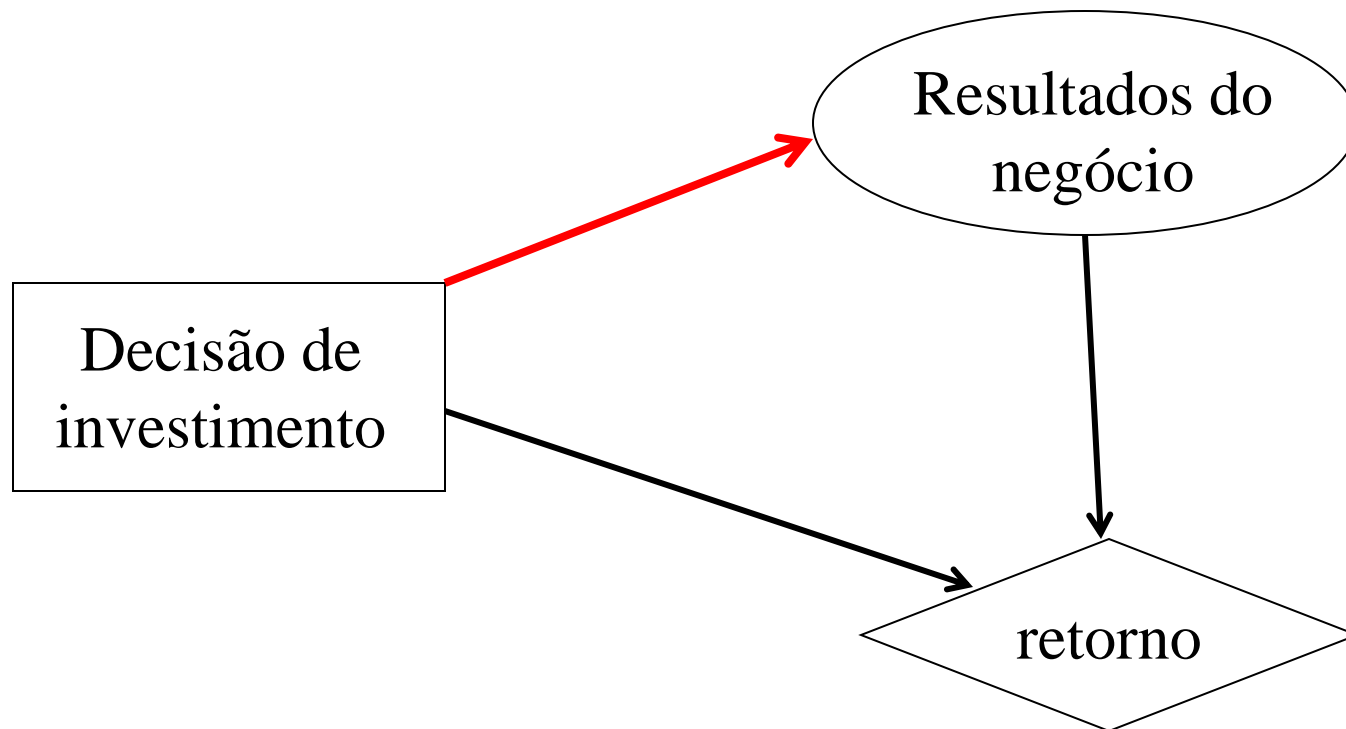 Resultados do
negócio
Decisão de
investimento
retorno